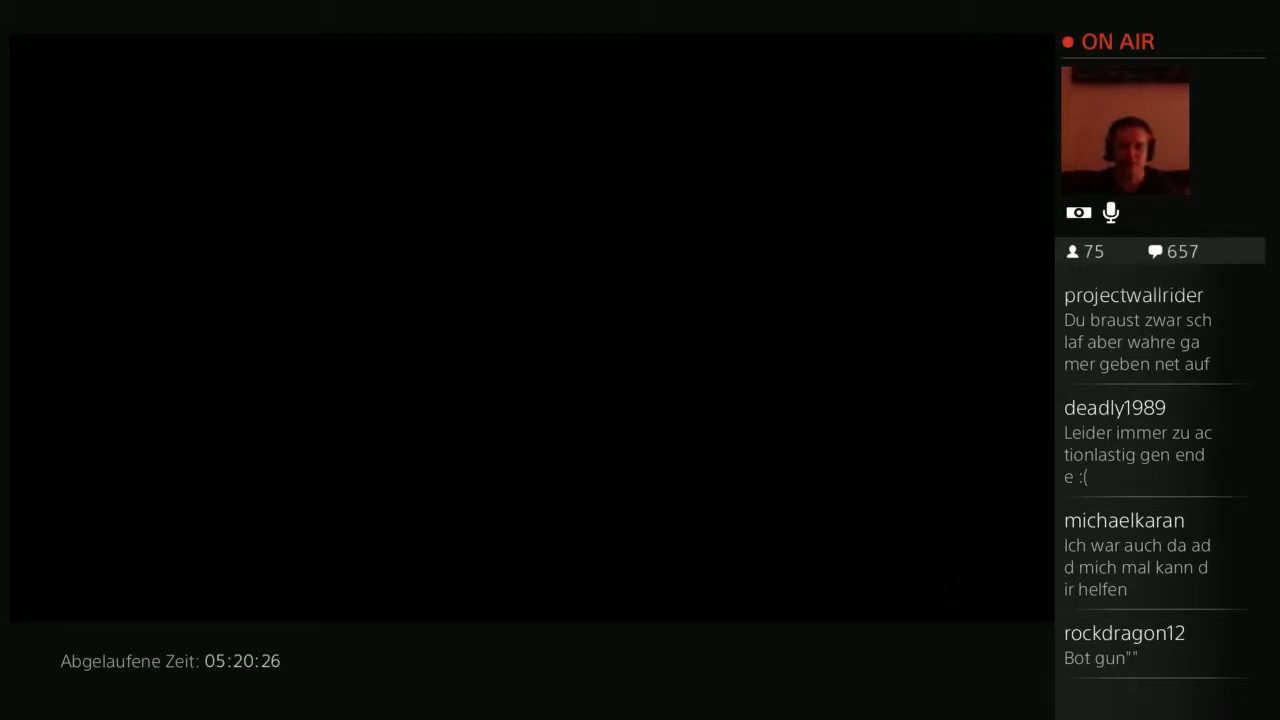 ON AIR
75 657
projectwallrider
Du braust zwar sch
laf aber wahre ga
mer geben net auf
deadly1989
Leider immer zu ac
tionlastig gen end
e :(
michaelkaran
Ich war auch da ad
d mich mal kann d
ir helfen
rockdragon12
Bot gun""
Abgelaufene Zeit: 05:20:26